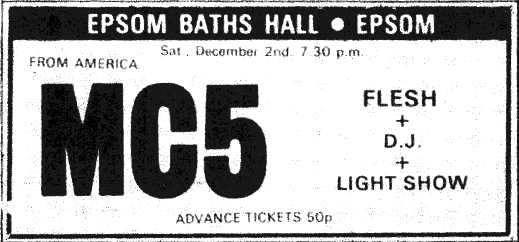 EPSOM BATHS HALL ● EPSOM
Sat., December 2nd. 7.30 p.m.
FROM AMERICA
MC5
FLESH
+
D.J.
+
LIGHT SHOW
ADVANCE TICKETS 50p